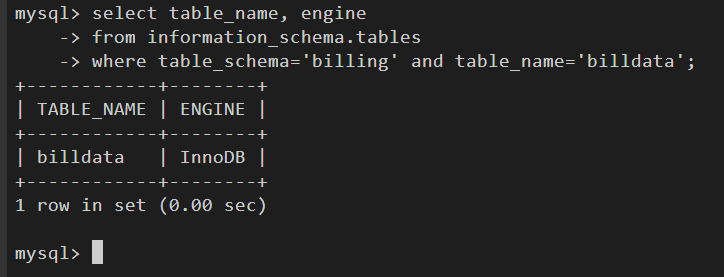 mysql> select table_name, engine
    -> from information_schema.tables
    -> where table_schema='billing' and table_name='billdata';
+------------+--------+
| TABLE_NAME | ENGINE |
+------------+--------+
| billdata   | InnoDB |
+------------+--------+
1 row in set (0.00 sec)
mysql>